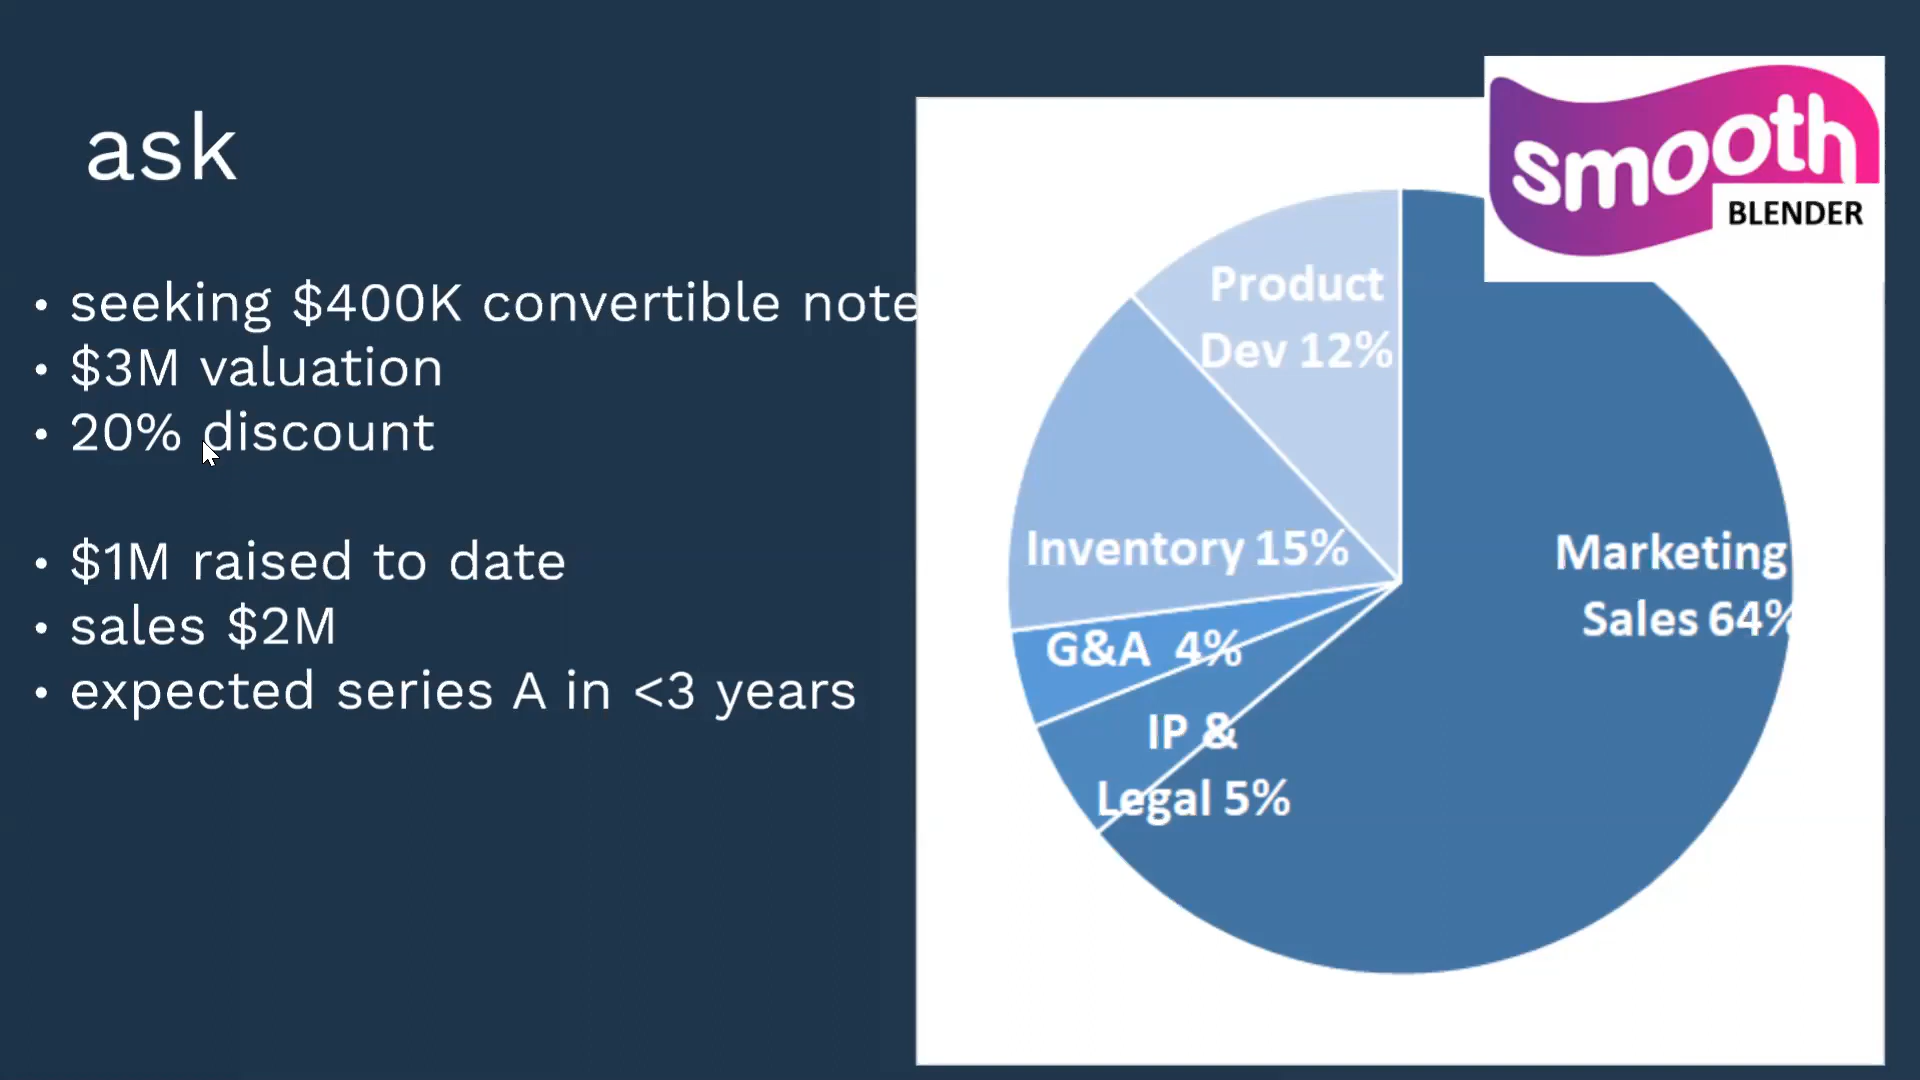 ask
• seeking $400K convertible note
• $3M valuation
• 20% discount
• $1M raised to date
• sales $2M
• expected series A in <3 years
smooth
BLENDER
Product
Dev 12%
Inventory 15%
G&A 4%
IP &
Legal 5%
Marketing
Sales 64%